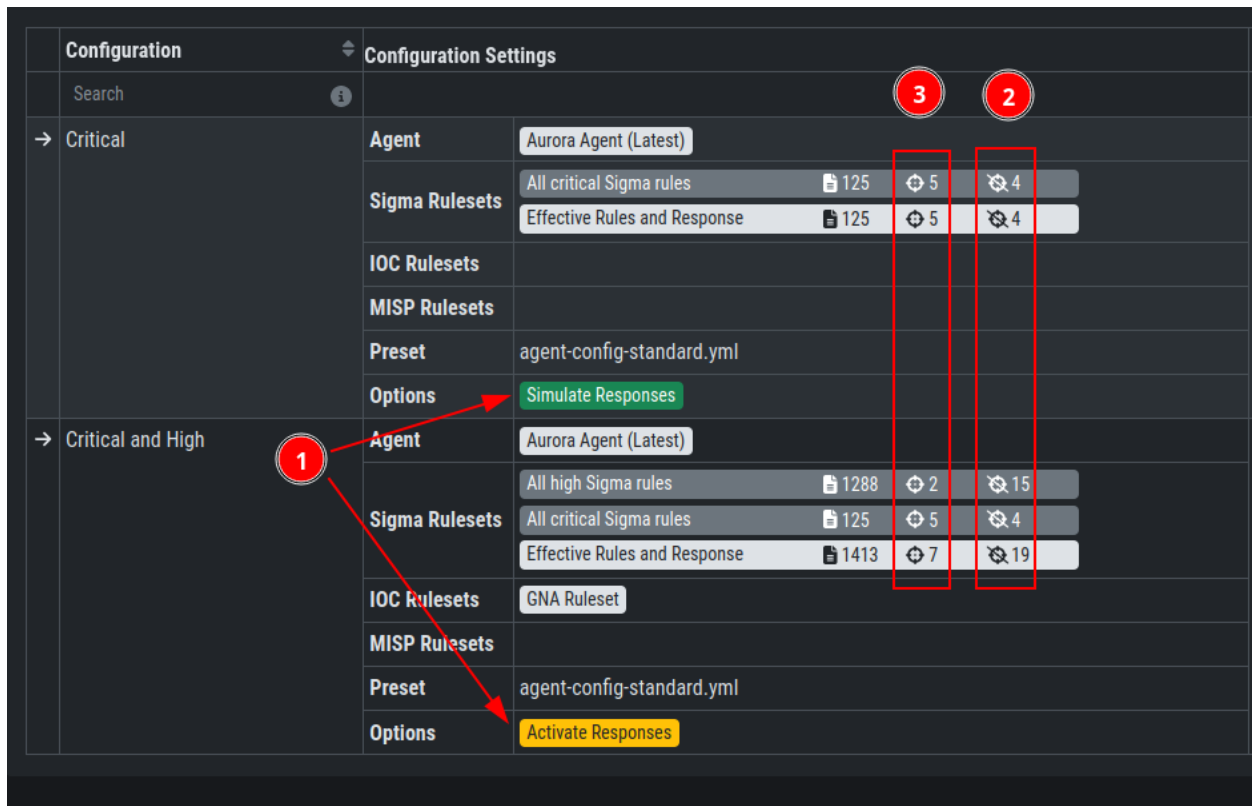 Configuration Configuration Settings
Search
3 2
Critical Agent Aurora Agent (Latest)
Sigma Rulesets
All critical Sigma rules 125 5 4
Effective Rules and Response 125 5 4
IOC Rulesets
MISP Rulesets
Preset agent-config-standard.yml
Options Simulate Responses
Critical and High Agent Aurora Agent (Latest)
1
Sigma Rulesets
All high Sigma rules 1288 2 15
All critical Sigma rules 125 5 4
Effective Rules and Response 1413 7 19
IOC Rulesets GNA Ruleset
MISP Rulesets
Preset agent-config-standard.yml
Options Activate Responses